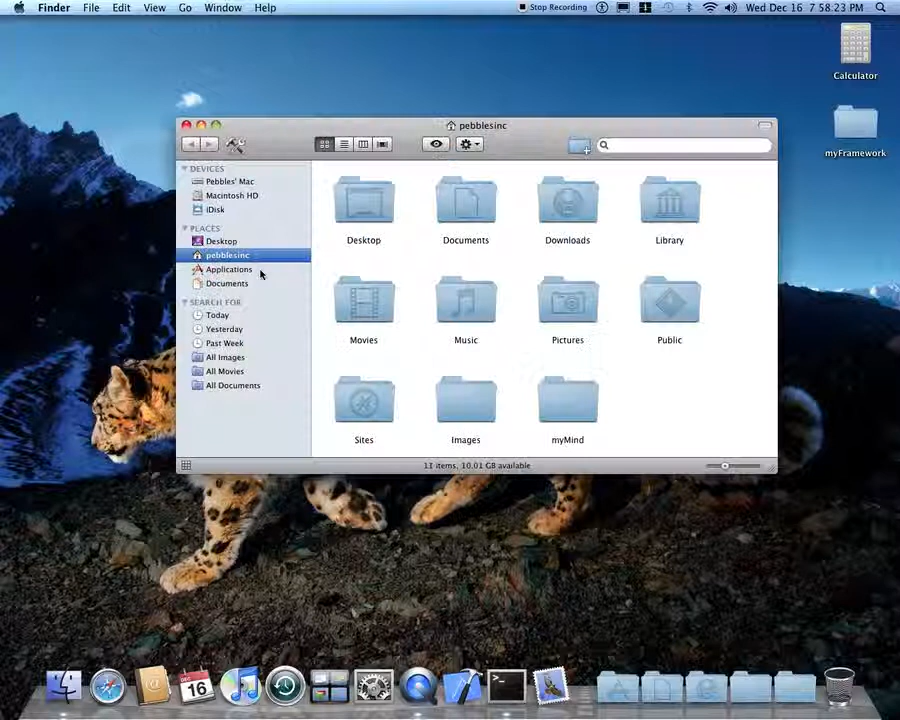 Finder File Edit View Go Window Help Stop Recording Wed Dec 16 7 58.23 PM
Calculator
myFramework
pebblesinc
DEVICES
Pebbles' Mac
Macintosh HD
iDisk
PLACES
Desktop
pebblesinc
Applications
Documents
SEARCH FOR
Today
Yesterday
Past Week
All Images
All Movies
All Documents
Desktop Documents Downloads Library
Movies Music Pictures Public
Sites Images myMind
11 items, 10.01 GB available
DEC
16